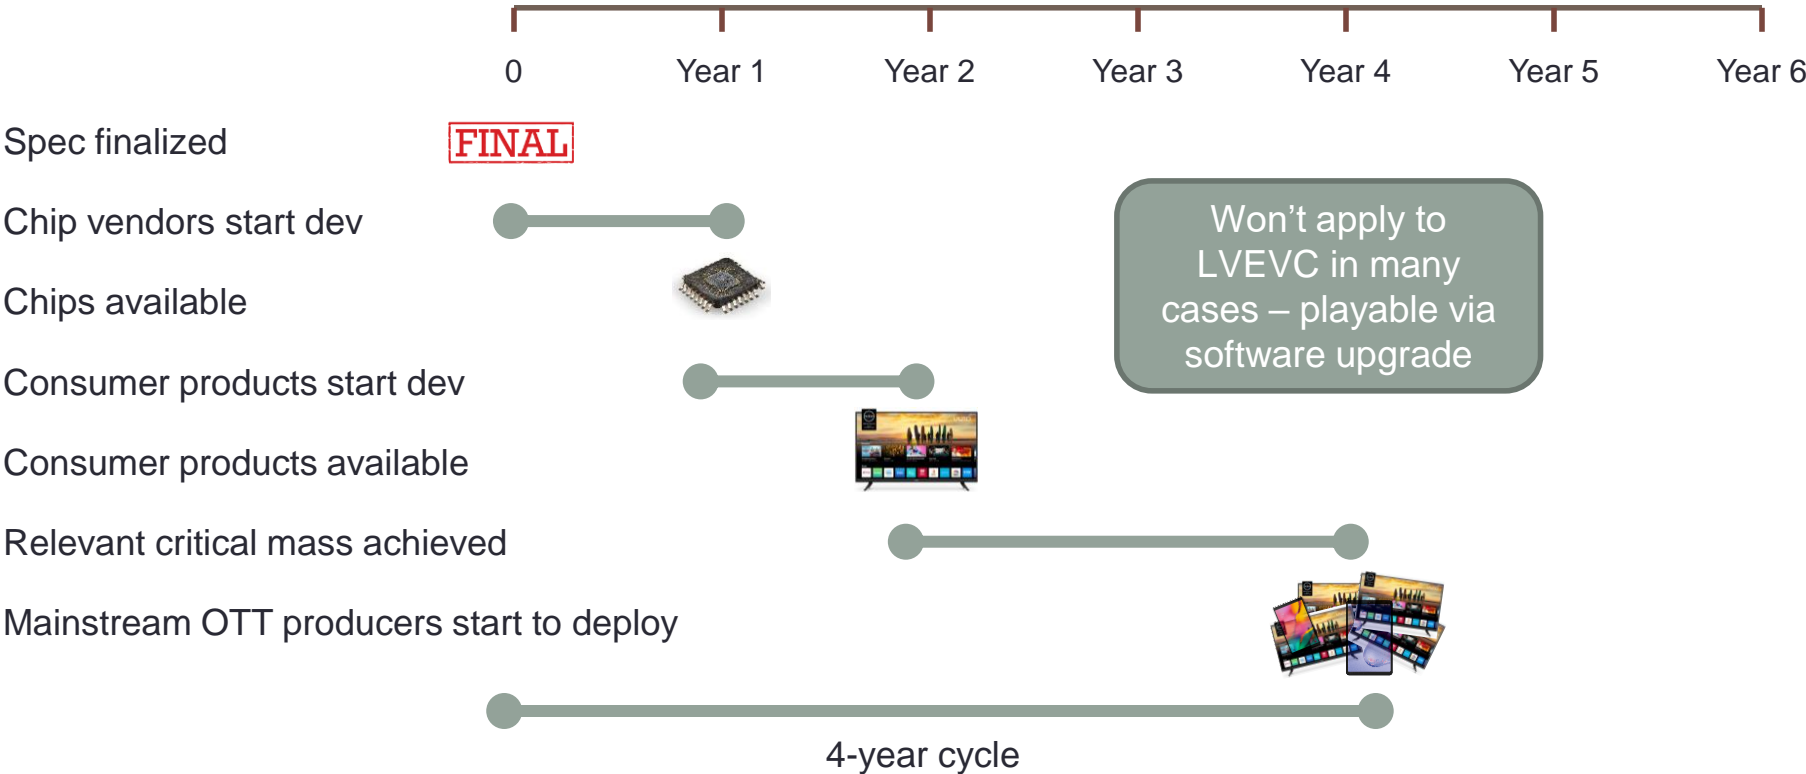 0
Year 1
Year 2
Year 3
Year 4
Year 5
Year 6
Spec finalized
FINAL
Chip vendors start dev
Won’t apply to
LVEVC in many
cases – playable via
software upgrade
Chips available
Consumer products start dev
Consumer products available
Relevant critical mass achieved
Mainstream OTT producers start to deploy
4-year cycle